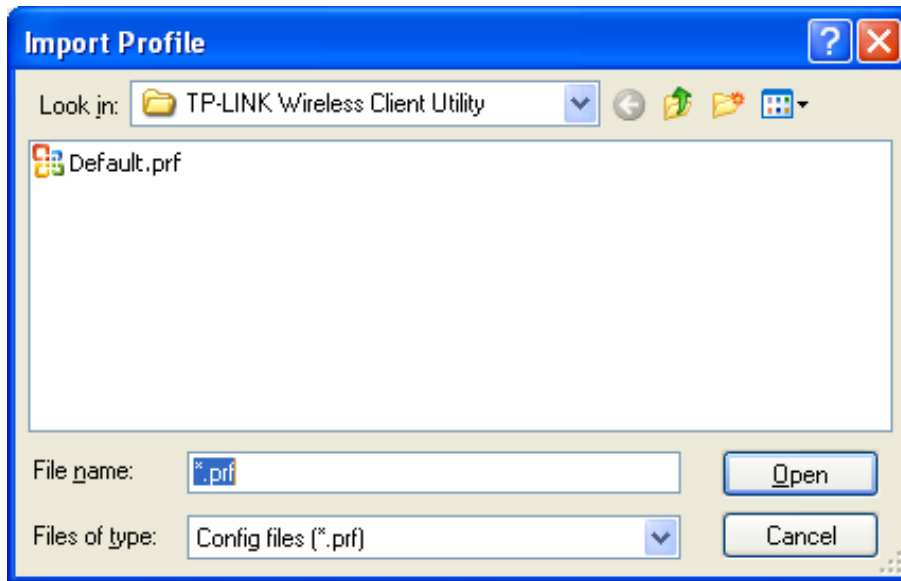 Import Profile
Look in: TP-LINK Wireless Client Utility
Default.prf
File name: *.prf
Open
Files of type: Config files (*.prf)
Cancel